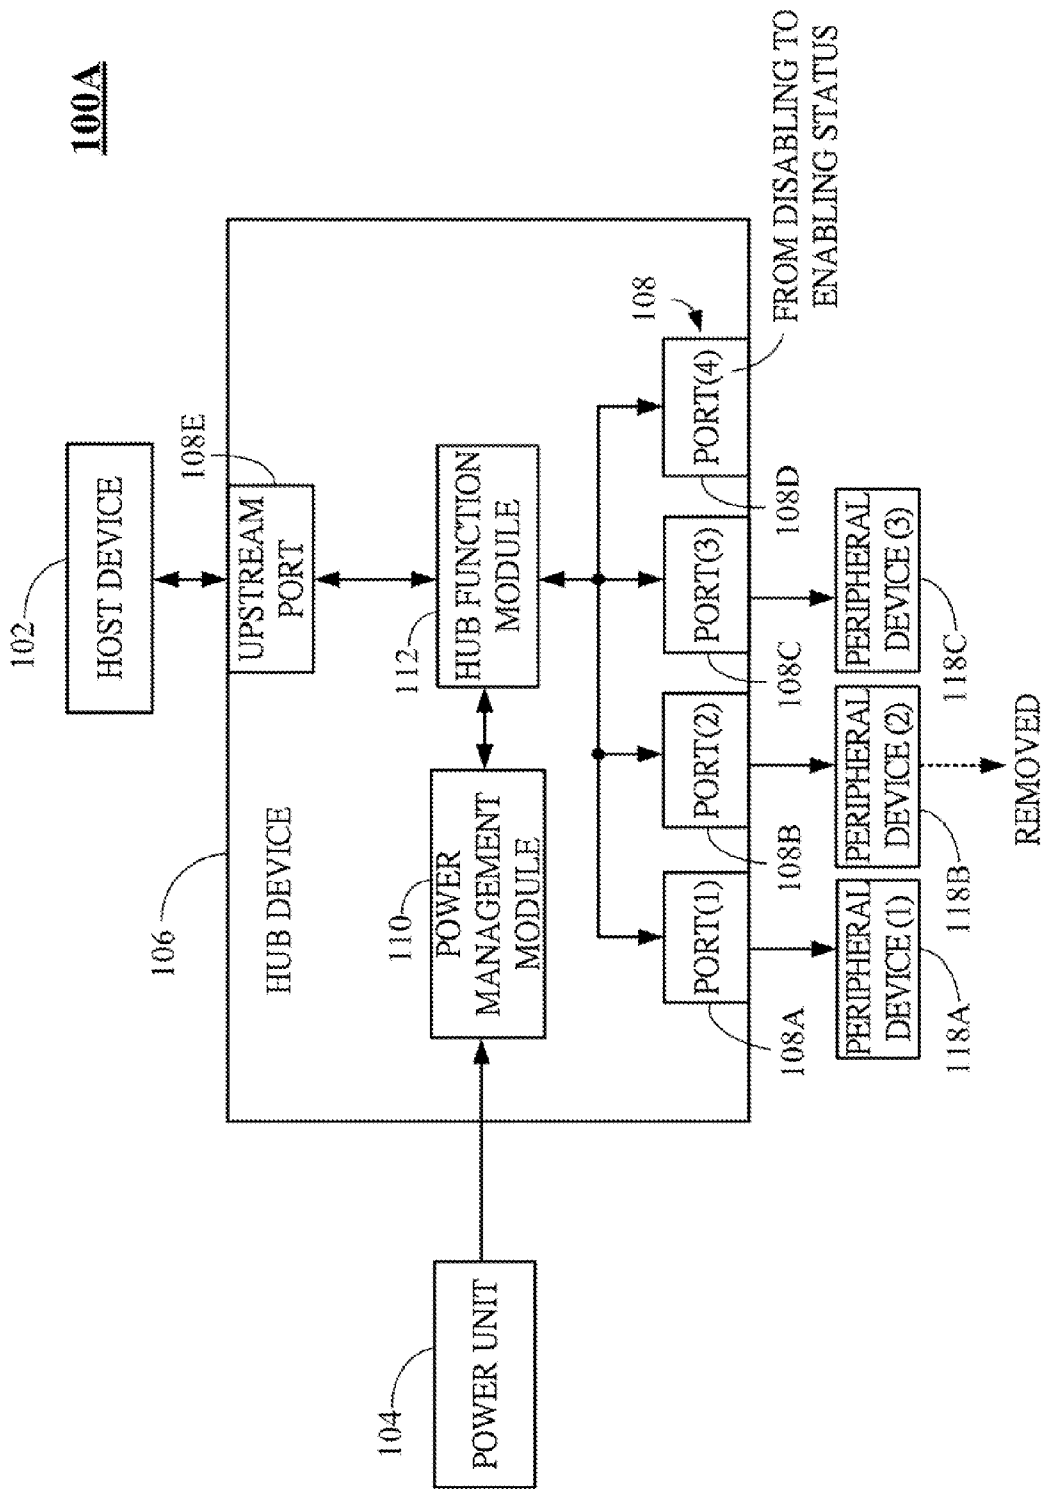 100A
102
HOST DEVICE
UPSTREAM
PORT
108E
106
HUB DEVICE
104
POWER UNIT
110
POWER
MANAGEMENT
MODULE
112
HUB FUNCTION
MODULE
108
PORT(1)
PORT(2)
PORT(3)
PORT(4)
108A
108B
108C
108D
FROM DISABLING TO
ENABLING STATUS
PERIPHERAL
DEVICE (1)
PERIPHERAL
DEVICE (2)
PERIPHERAL
DEVICE (3)
118A
118B
118C
REMOVED